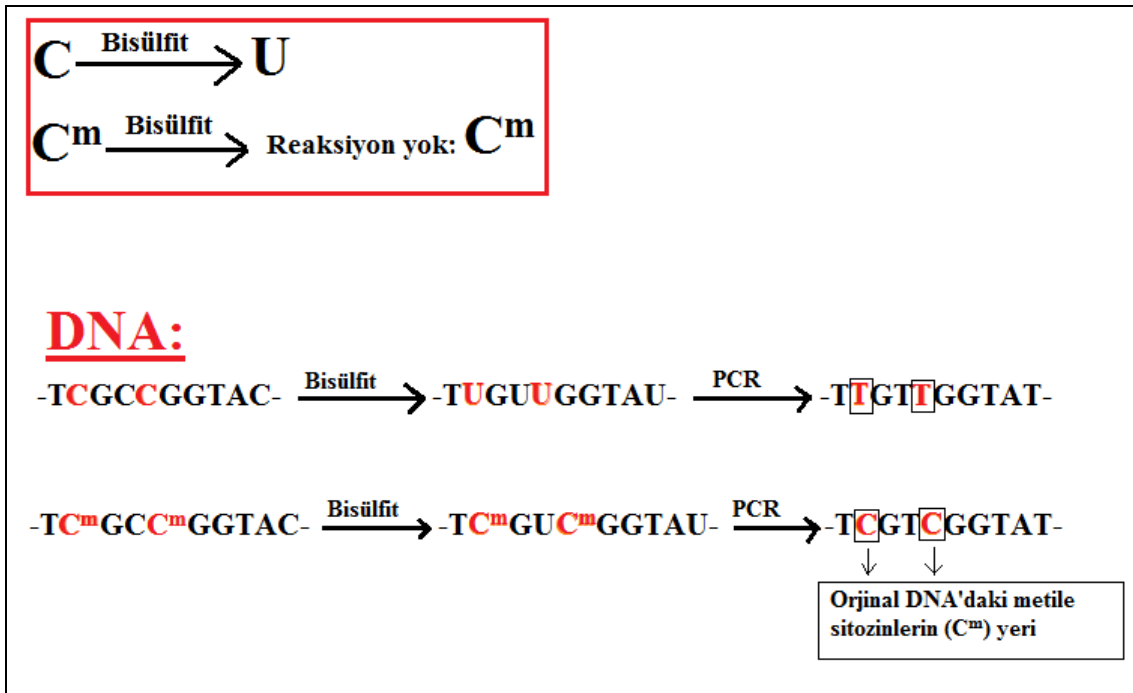 C Bisülfit U
Cᵐ Bisülfit Reaksiyon yok: Cᵐ
DNA:
-TCGCCGGTAC- Bisülfit -TUGUUGGTAU- PCR -TTGTTGGTAT-
-TCᵐGCCᵐGGTAC- Bisülfit -TCᵐGUCᵐGGTAU- PCR -TCGTCGGTAT-
Orjinal DNA'daki metile
sitozinlerin (Cᵐ) yeri